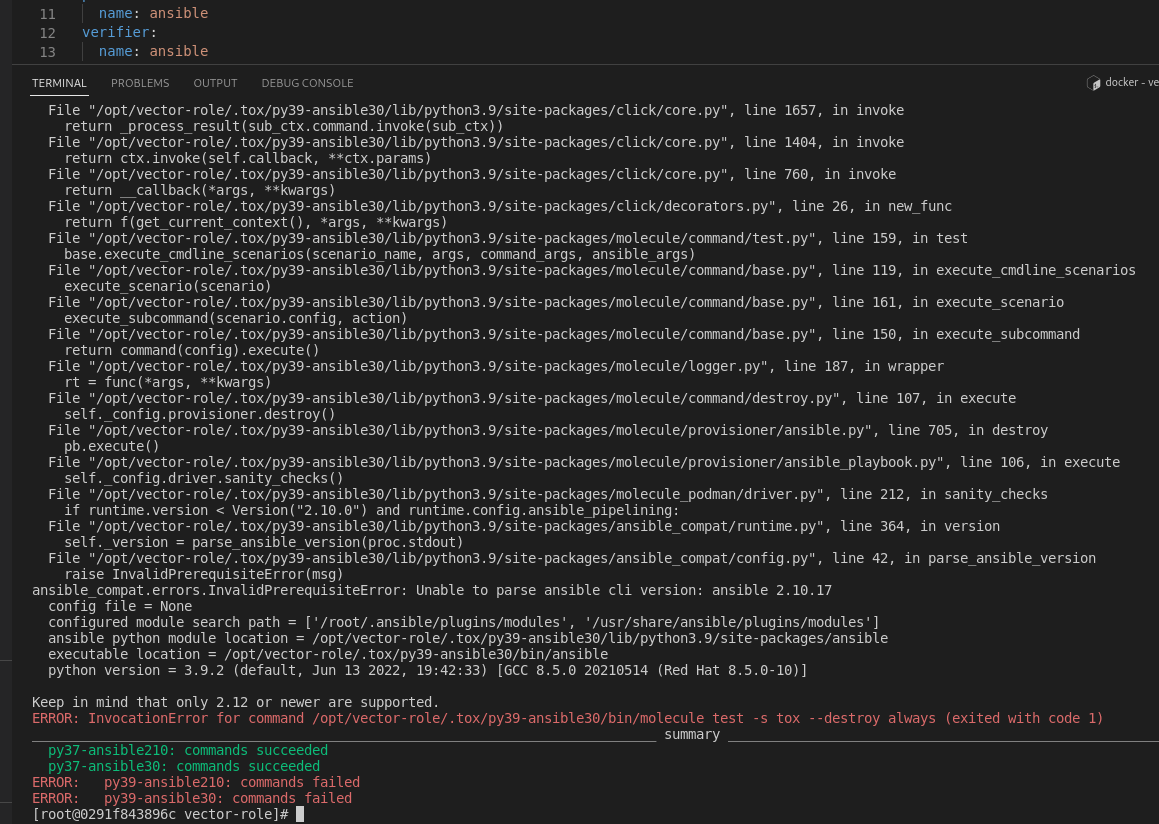 11 name: ansible
12 verifier:
13 name: ansible
TERMINAL PROBLEMS OUTPUT DEBUG CONSOLE docker - ve
File "/opt/vector-role/.tox/py39-ansible30/lib/python3.9/site-packages/click/core.py", line 1657, in invoke
return _process_result(sub_ctx.command.invoke(sub_ctx))
File "/opt/vector-role/.tox/py39-ansible30/lib/python3.9/site-packages/click/core.py", line 1404, in invoke
return ctx.invoke(self.callback, **ctx.params)
File "/opt/vector-role/.tox/py39-ansible30/lib/python3.9/site-packages/click/core.py", line 760, in invoke
return __callback(*args, **kwargs)
File "/opt/vector-role/.tox/py39-ansible30/lib/python3.9/site-packages/click/decorators.py", line 26, in new_func
return f(get_current_context(), *args, **kwargs)
File "/opt/vector-role/.tox/py39-ansible30/lib/python3.9/site-packages/molecule/command/test.py", line 159, in test
base.execute_cmdline_scenarios(scenario_name, args, command_args, ansible_args)
File "/opt/vector-role/.tox/py39-ansible30/lib/python3.9/site-packages/molecule/command/base.py", line 119, in execute_cmdline_scenarios
execute_scenario(scenario)
File "/opt/vector-role/.tox/py39-ansible30/lib/python3.9/site-packages/molecule/command/base.py", line 161, in execute_scenario
execute_subcommand(scenario.config, action)
File "/opt/vector-role/.tox/py39-ansible30/lib/python3.9/site-packages/molecule/command/base.py", line 150, in execute_subcommand
return command(config).execute()
File "/opt/vector-role/.tox/py39-ansible30/lib/python3.9/site-packages/molecule/logger.py", line 187, in wrapper
rt = func(*args, **kwargs)
File "/opt/vector-role/.tox/py39-ansible30/lib/python3.9/site-packages/molecule/command/destroy.py", line 107, in execute
self._config.provisioner.destroy()
File "/opt/vector-role/.tox/py39-ansible30/lib/python3.9/site-packages/molecule/provisioner/ansible.py", line 705, in destroy
pb.execute()
File "/opt/vector-role/.tox/py39-ansible30/lib/python3.9/site-packages/molecule/provisioner/ansible_playbook.py", line 106, in execute
self._config.driver.sanity_checks()
File "/opt/vector-role/.tox/py39-ansible30/lib/python3.9/site-packages/molecule_podman/driver.py", line 212, in sanity_checks
if runtime.version < Version("2.10.0") and runtime.config.ansible_pipelining:
File "/opt/vector-role/.tox/py39-ansible30/lib/python3.9/site-packages/ansible_compat/runtime.py", line 364, in version
self._version = parse_ansible_version(proc.stdout)
File "/opt/vector-role/.tox/py39-ansible30/lib/python3.9/site-packages/ansible_compat/config.py", line 42, in parse_ansible_version
raise InvalidPrerequisiteError(msg)
ansible_compat.errors.InvalidPrerequisiteError: Unable to parse ansible cli version: ansible 2.10.17
config file = None
configured module search path = ['/root/.ansible/plugins/modules', '/usr/share/ansible/plugins/modules']
ansible python module location = /opt/vector-role/.tox/py39-ansible30/lib/python3.9/site-packages/ansible
executable location = /opt/vector-role/.tox/py39-ansible30/bin/ansible
python version = 3.9.2 (default, Jun 13 2022, 19:42:33) [GCC 8.5.0 20210514 (Red Hat 8.5.0-10)]
Keep in mind that only 2.12 or newer are supported.
ERROR: InvocationError for command /opt/vector-role/.tox/py39-ansible30/bin/molecule test -s tox --destroy always (exited with code 1)
summary
py37-ansible210: commands succeeded
py37-ansible30: commands succeeded
ERROR: py39-ansible210: commands failed
ERROR: py39-ansible30: commands failed
[root@0291f843896c vector-role]#